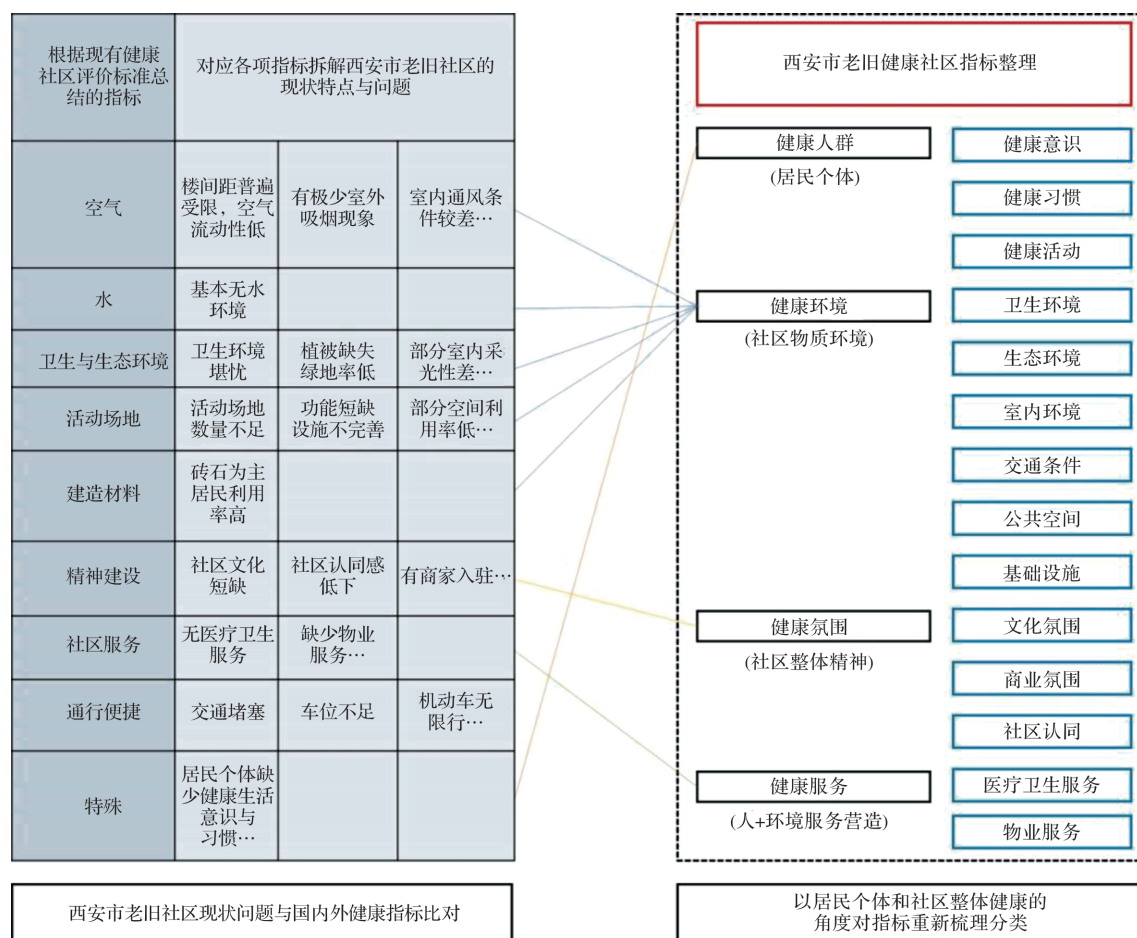 根据现有健康
社区评价标准总
结的指标
对应各项指标拆解西安市老旧社区的
现状特点与问题
空气
楼间距普遍
受限，空气
流动性低
有极少室外
吸烟现象
室内通风条
件较差…
水
基本无水
环境
卫生与生态环境
卫生环境
堪忧
植被缺失
绿地率低
部分室内采
光性差…
活动场地
活动场地
数量不足
功能短缺
设施不完善
部分空间利
用率低…
建造材料
砖石为主
居民利用
率高
精神建设
社区文化
短缺
社区认同感
低下
有商家入驻…
社区服务
无医疗卫生
服务
缺少物业
服务…
通行便捷
交通堵塞
车位不足
机动车无
限行…
特殊
居民个体缺
少健康生活
意识与
习惯…
西安市老旧社区现状问题与国内外健康指标比对
西安市老旧健康社区指标整理
健康人群
(居民个体)
健康意识
健康习惯
健康活动
健康环境
(社区物质环境)
卫生环境
生态环境
室内环境
交通条件
公共空间
基础设施
健康氛围
(社区整体精神)
文化氛围
商业氛围
社区认同
健康服务
(人+环境服务营造)
医疗卫生服务
物业服务
以居民个体和社区整体健康的
角度对指标重新梳理分类